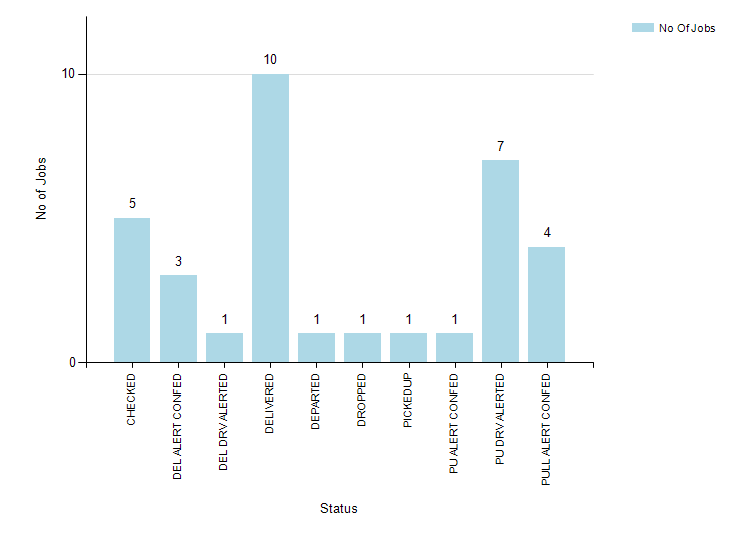 No Of Jobs
10
0
No of Jobs
5
3
1
10
1
1
1
1
7
4
CHECKED
DEL ALERT CONFED
DEL DRV ALERTED
DELIVERED
DEPARTED
DROPPED
PICKEDUP
PU ALERT CONFED
PU DRV ALERTED
PULL ALERT CONFED
Status